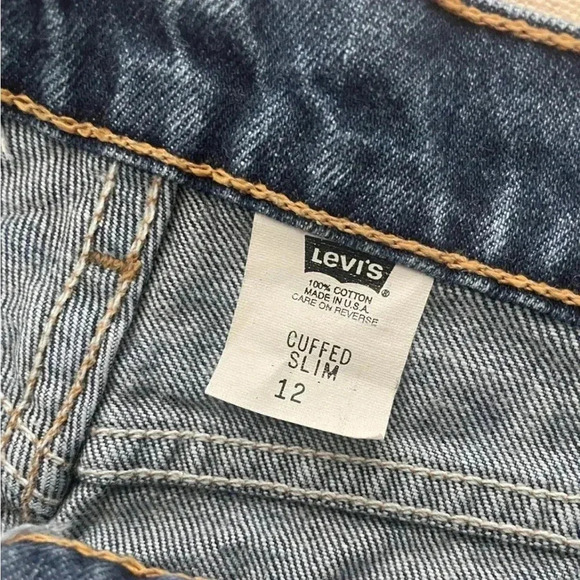 Levi's
®
100% COTTON
MADE IN U.S.A.
CARE ON REVERSE
CUFFED
SLIM
12